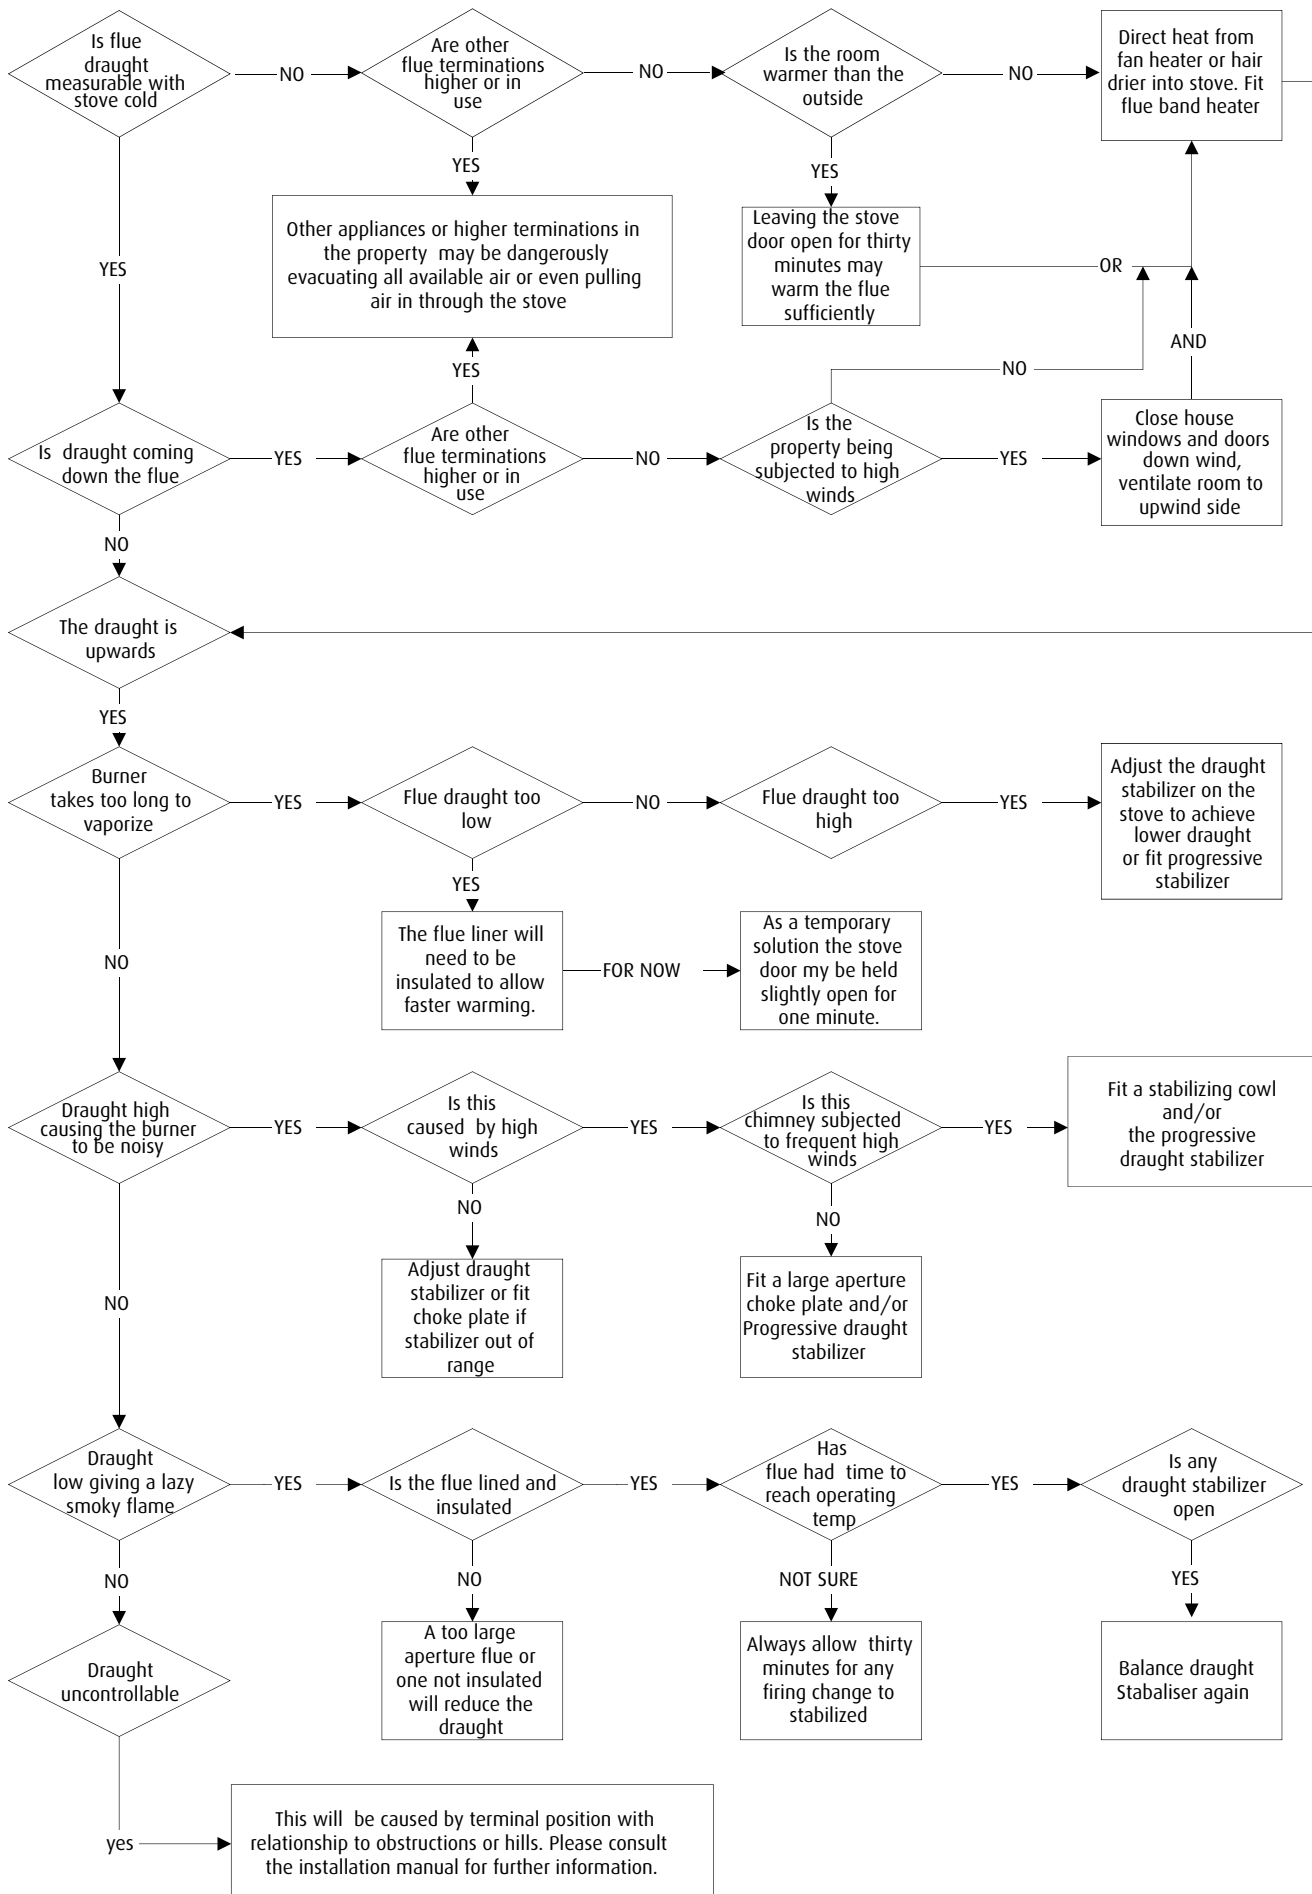 Is flue
draught
measurable with
stove cold
NO
Are other
flue terminations
higher or in
use
NO
Is the room
warmer than the
outside
NO
Direct heat from
fan heater or hair
drier into stove. Fit
flue band heater
YES
YES
YES
Other appliances or higher terminations in
the property may be dangerously
evacuating all available air or even pulling
air in through the stove
Leaving the stove
door open for thirty
minutes may
warm the flue
sufficiently
OR
AND
YES
NO
Is draught coming
down the flue
YES
Are other
flue terminations
higher or in
use
NO
Is the
property being
subjected to high
winds
YES
Close house
windows and doors
down wind,
ventilate room to
upwind side
NO
The draught is
upwards
YES
Burner
takes too long to
vaporize
YES
Flue draught too
low
NO
Flue draught too
high
YES
Adjust the draught
stabilizer on the
stove to achieve
lower draught
or fit progressive
stabilizer
YES
NO
The flue liner will
need to be
insulated to allow
faster warming.
FOR NOW
As a temporary
solution the stove
door my be held
slightly open for
one minute.
Draught high
causing the burner
to be noisy
YES
Is this
caused by high
winds
YES
Is this
chimney subjected
to frequent high
winds
YES
Fit a stabilizing cowl
and/or
the progressive
draught stabilizer
NO
NO
NO
Adjust draught
stabilizer or fit
choke plate if
stabilizer out of
range
Fit a large aperture
choke plate and/or
Progressive draught
stabilizer
Draught
low giving a lazy
smoky flame
YES
Is the flue lined and
insulated
YES
Has
flue had time to
reach operating
temp
YES
Is any
draught stabilizer
open
NO
NO
NOT SURE
YES
Draught
uncontrollable
A too large
aperture flue or
one not insulated
will reduce the
draught
Always allow thirty
minutes for any
firing change to
stabilized
Balance draught
Stabaliser again
yes
This will be caused by terminal position with
relationship to obstructions or hills. Please consult
the installation manual for further information.